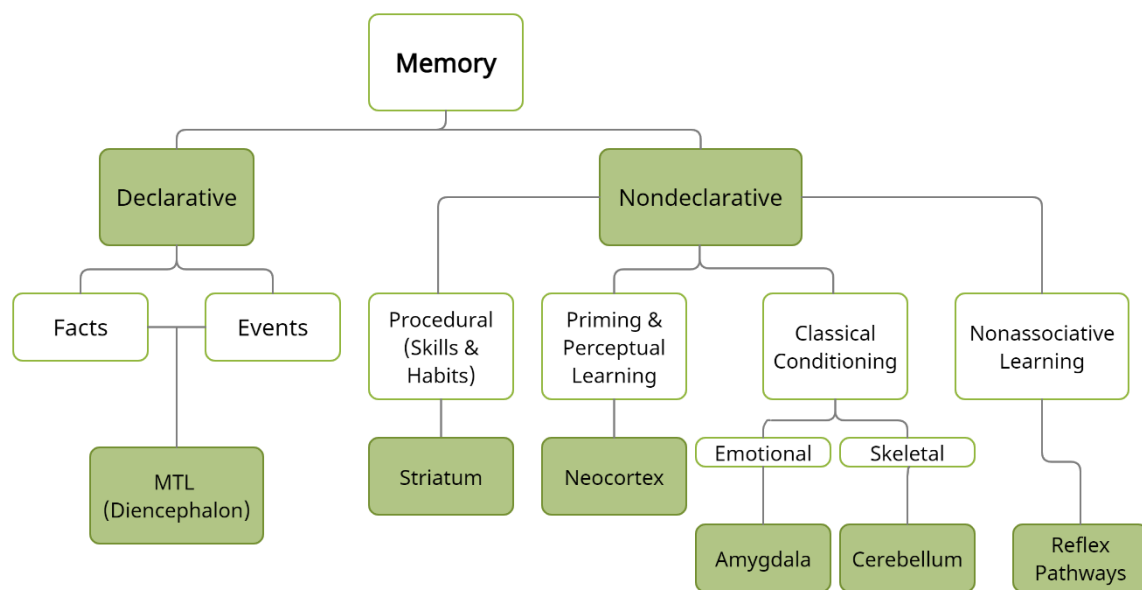 Memory
Declarative
Nondeclarative
Facts
Events
Procedural
(Skills &
Habits)
Priming &
Perceptual
Learning
Classical
Conditioning
Nonassociative
Learning
MTL
(Diencephalon)
Striatum
Neocortex
Emotional
Skeletal
Amygdala
Cerebellum
Reflex
Pathways